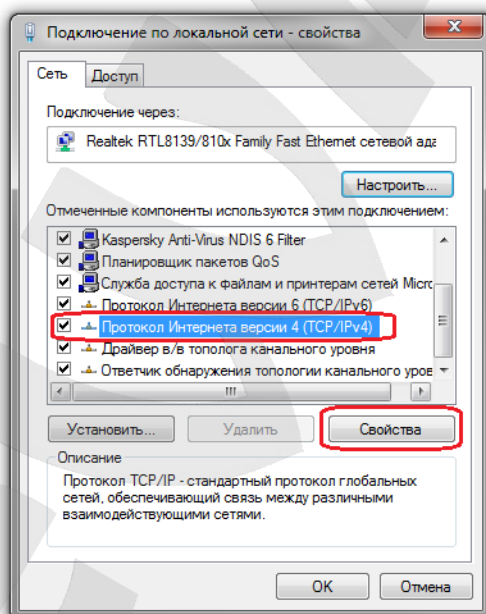 Подключение по локальной сети - свойства
Сеть
Доступ
Подключение через:
Realtek RTL8139/810x Family Fast Ethernet сетевой ада
Настроить...
Отмеченные компоненты используются этим подключением:
Kaspersky Anti-Virus NDIS 6 Filter
Планировщик пакетов QoS
Служба доступа к файлам и принтерам сетей Micro
Протокол Интернета версии 6 (TCP/IPv6)
Протокол Интернета версии 4 (TCP/IPv4)
Драйвер в/в тополога канального уровня
Ответчик обнаружения топологии канального уров
Установить...
Удалить
Свойства
Описание
Протокол TCP/IP - стандартный протокол глобальных
сетей, обеспечивающий связь между различными
взаимодействующими сетями.
OK
Отмена